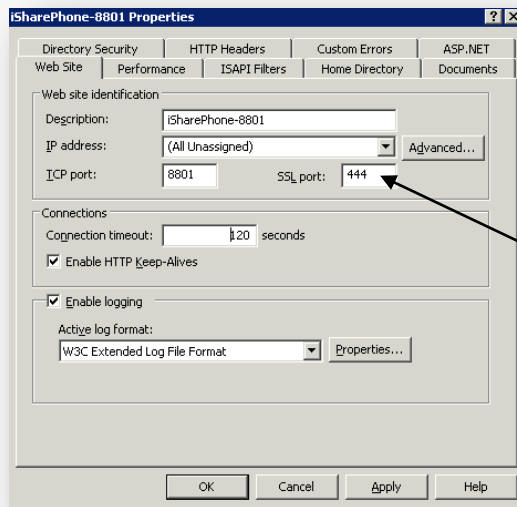 iSharePhone-8801 Properties
Directory Security HTTP Headers Custom Errors ASP.NET
Web Site Performance ISAPI Filters Home Directory Documents
Web site identification
Description: iSharePhone-8801
IP address: (All Unassigned) Advanced...
TCP port: 8801 SSL port: 444
Connections
Connection timeout: 120 seconds
Enable HTTP Keep-Alives
Enable logging
Active log format:
W3C Extended Log File Format Properties...
OK Cancel Apply Help